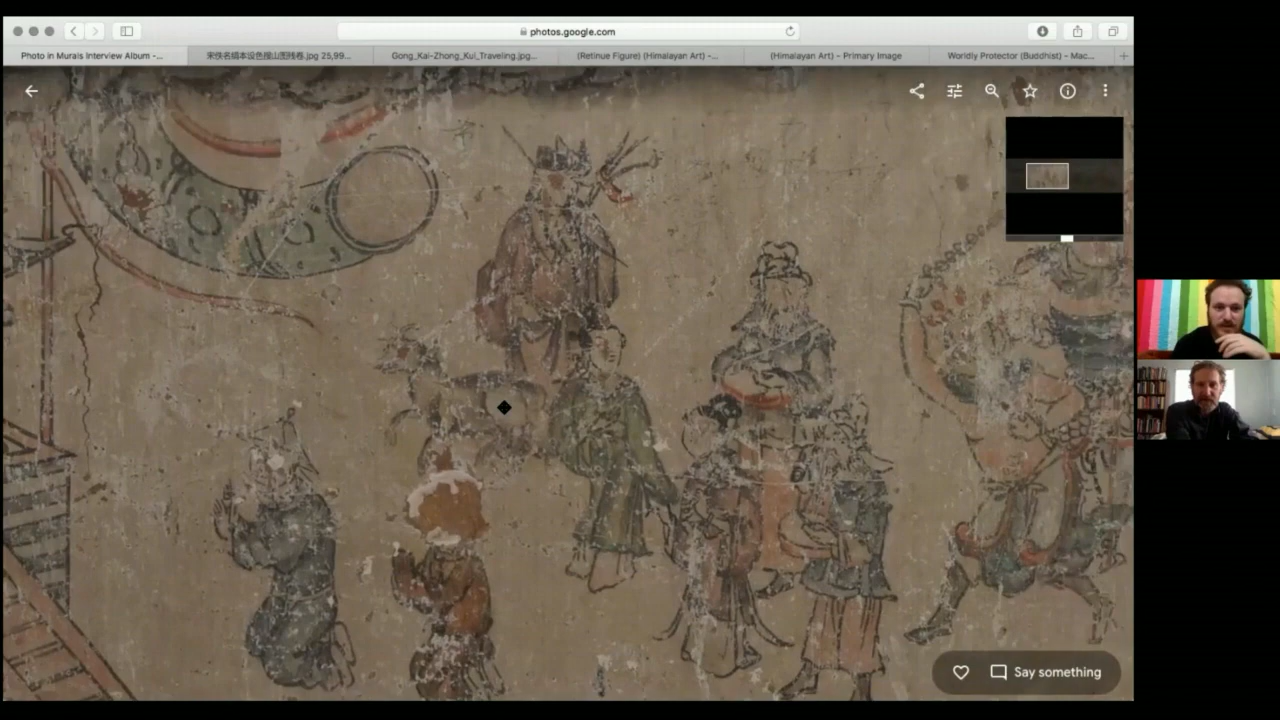 photos.google.com
Photo in Murals Interview Album -...
宋佚名绢本设色搜山图残卷.jpg 25,99...
Gong_Kai-Zhong_Kui_Traveling.jpg...
(Retinue Figure) (Himalayan Art) -...
(Himalayan Art) - Primary Image
Worldly Protector (Buddhist) - Mac...
Say something